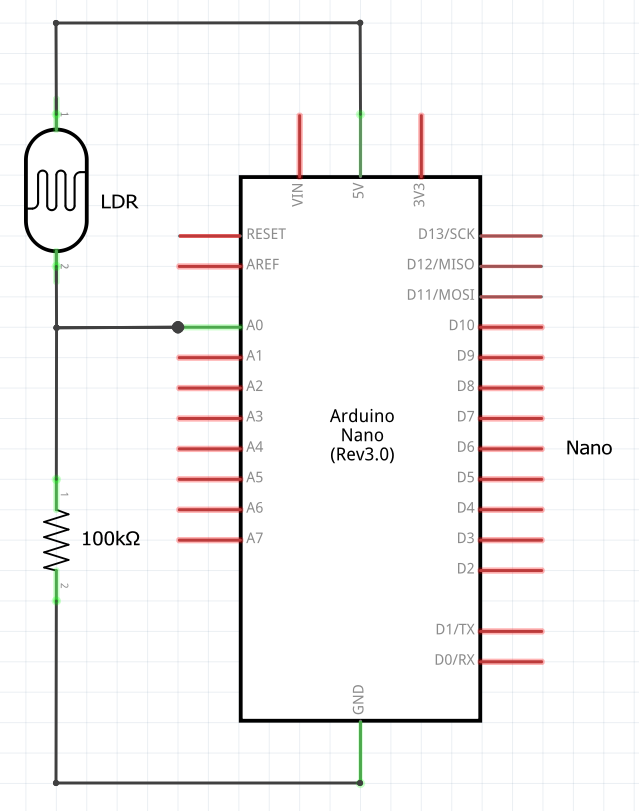 1
LDR
2
VIN
5V
3V3
RESET
AREF
A0
A1
A2
A3
A4
A5
A6
A7
D13/SCK
D12/MISO
D11/MOSI
D10
D9
D8
D7
D6
D5
D4
D3
D2
D1/TX
D0/RX
GND
Arduino
Nano
(Rev3.0)
Nano
1
100kΩ
2